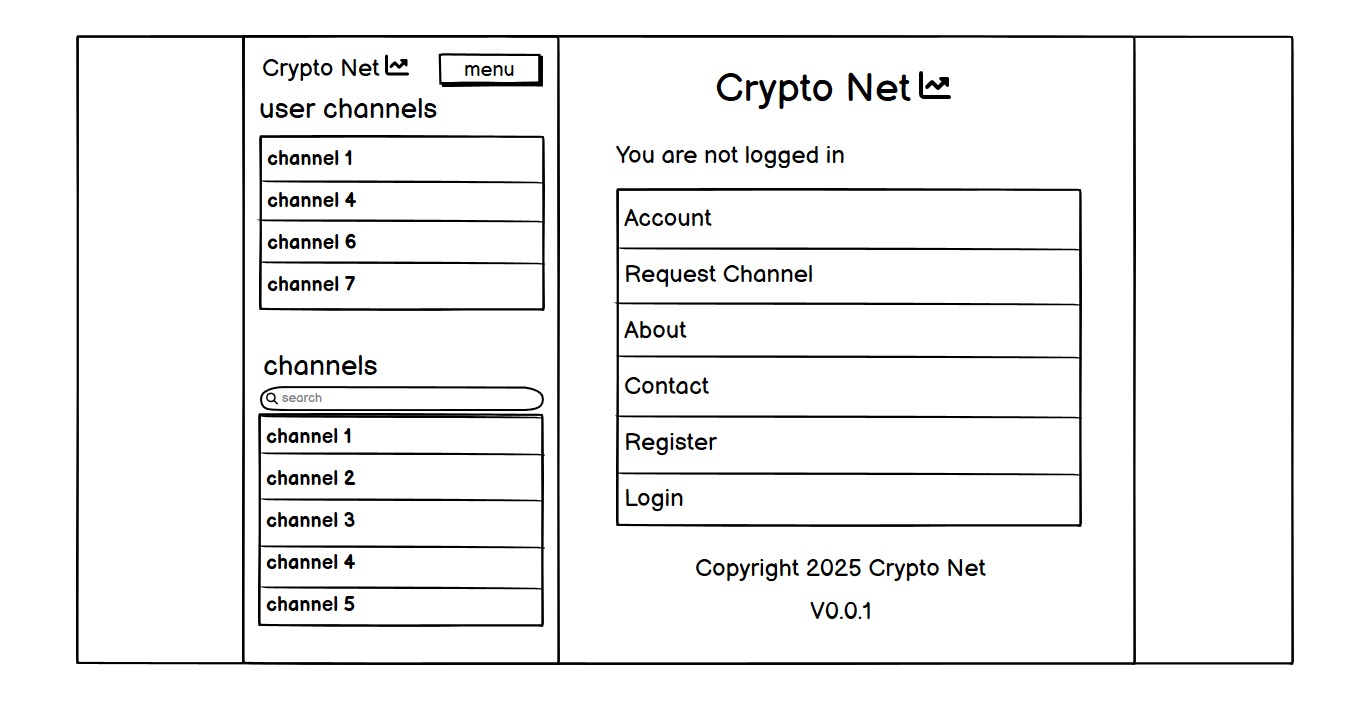 Crypto Net
menu
user channels
channel 1
channel 4
channel 6
channel 7
channels
search
channel 1
channel 2
channel 3
channel 4
channel 5
Crypto Net
You are not logged in
Account
Request Channel
About
Contact
Register
Login
Copyright 2025 Crypto Net
V0.0.1